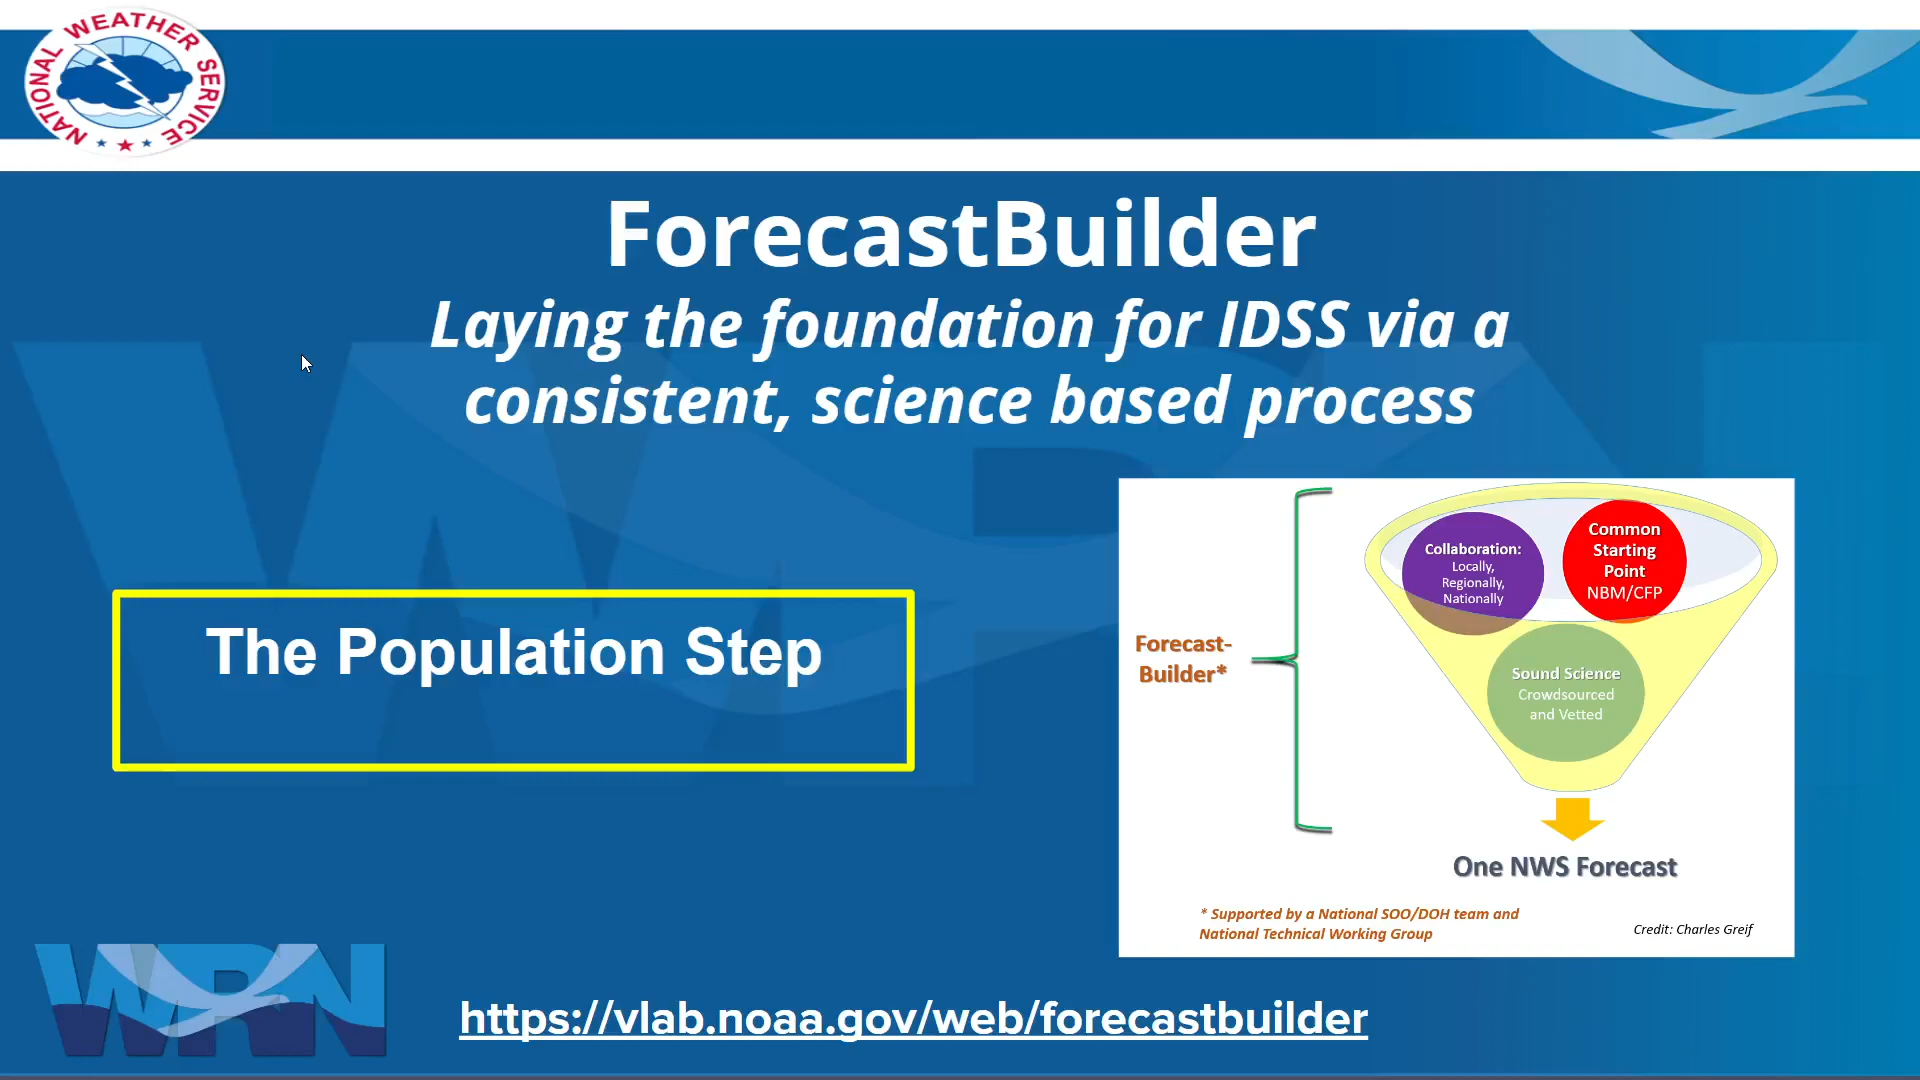 NATIONAL WEATHER SERVICE
ForecastBuilder
Laying the foundation for IDSS via a
consistent, science based process
The Population Step
Forecast-
Builder*
Collaboration:
Locally,
Regionally,
Nationally
Common
Starting
Point
NBM/CFP
Sound Science
Crowdsourced
and Vetted
One NWS Forecast
* Supported by a National SOO/DOH team and
National Technical Working Group
Credit: Charles Greif
WRN
https://vlab.noaa.gov/web/forecastbuilder